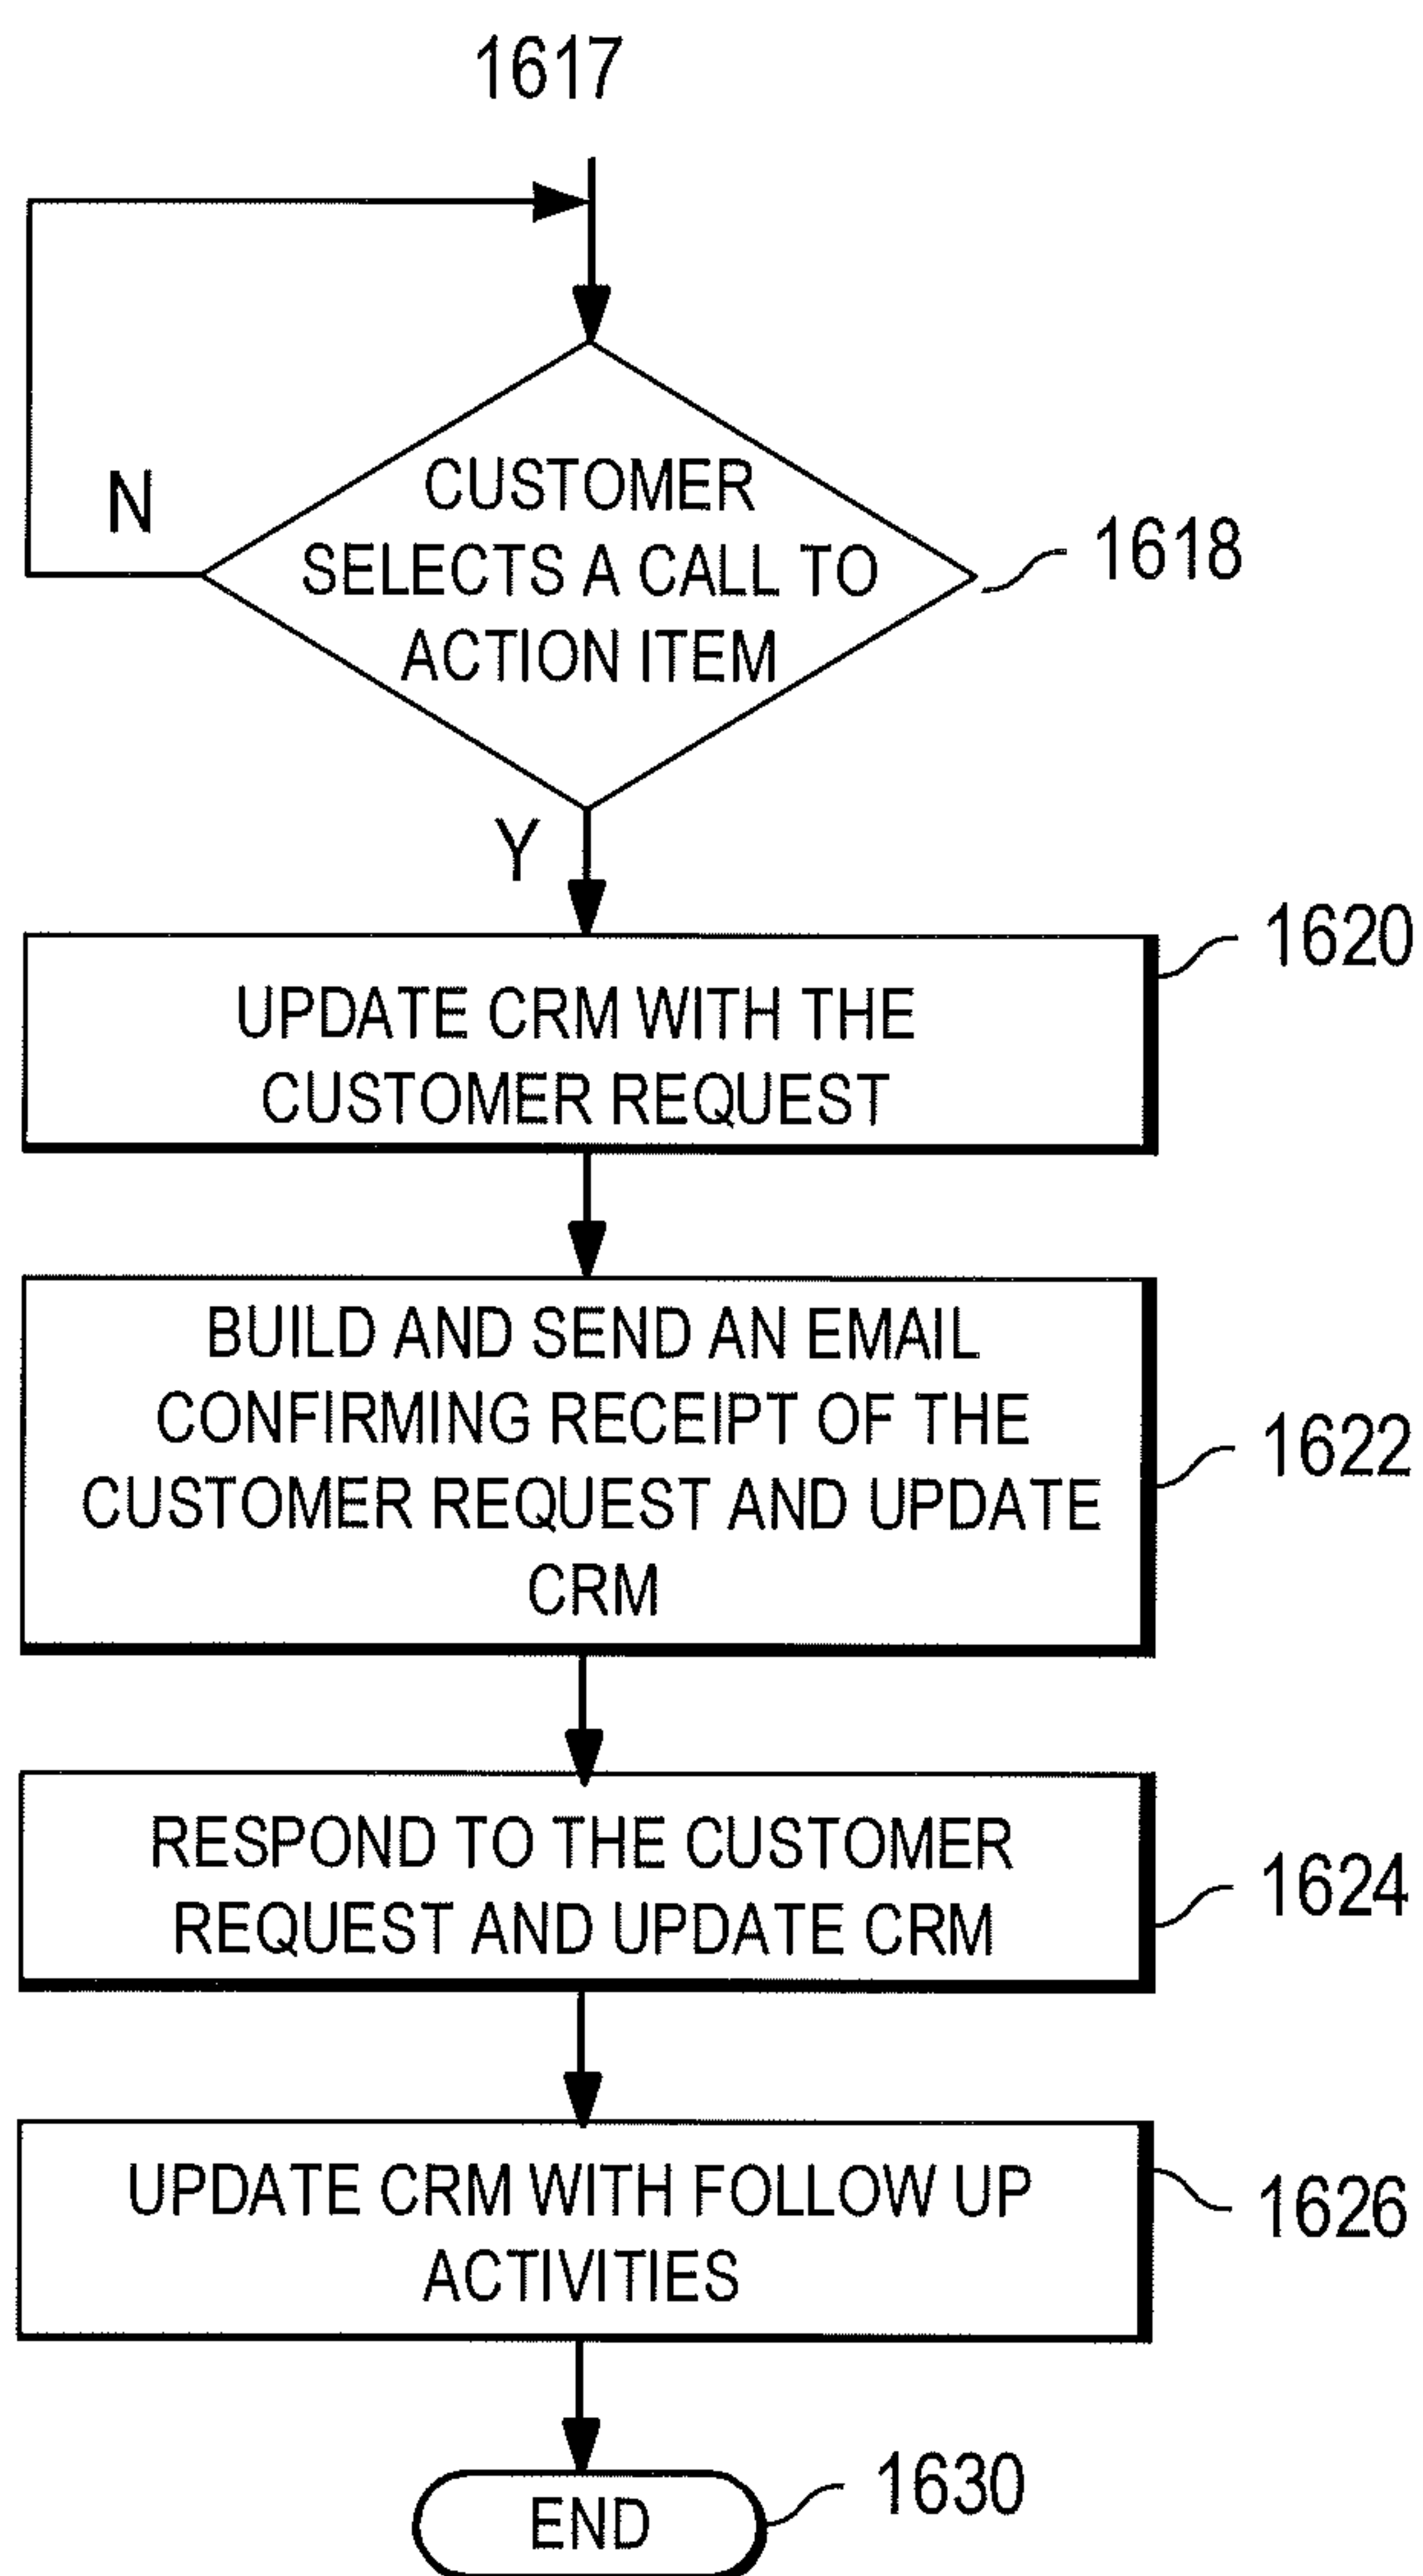 1617
N
CUSTOMER
SELECTS A CALL TO
ACTION ITEM
1618
Y
1620
UPDATE CRM WITH THE
CUSTOMER REQUEST
BUILD AND SEND AN EMAIL
CONFIRMING RECEIPT OF THE
CUSTOMER REQUEST AND UPDATE
CRM
1622
RESPOND TO THE CUSTOMER
REQUEST AND UPDATE CRM
1624
UPDATE CRM WITH FOLLOW UP
ACTIVITIES
1626
END
1630